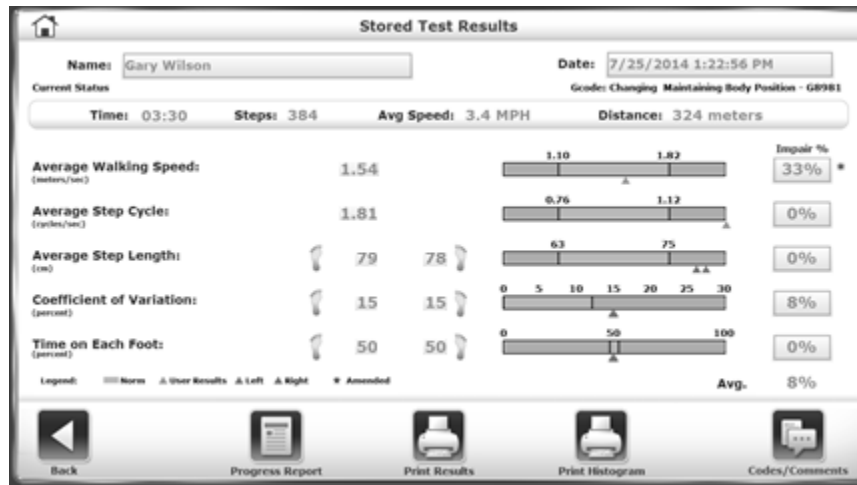 Stored Test Results
Name: Gary Wilson Date: 7/25/2014 1:22:56 PM
Current Status Gcode: Changing Maintaining Body Position - G8981
Time: 03:30 Steps: 384 Avg Speed: 3.4 MPH Distance: 324 meters
Impair %
1.10 1.82
Average Walking Speed: 1.54 33% *
(meters/sec)
0.76 1.12
Average Step Cycle: 1.81 0%
(cycles/sec)
63 75
Average Step Length: 79 78 0%
(cm)
0 5 10 15 20 25 30
Coefficient of Variation: 15 15 8%
(percent)
0 50 100
Time on Each Foot: 50 50 0%
(percent)
Legend: Norm User Results Left Right * Amended
Avg. 8%
Back Progress Report Print Results Print Histogram Codes/Comments